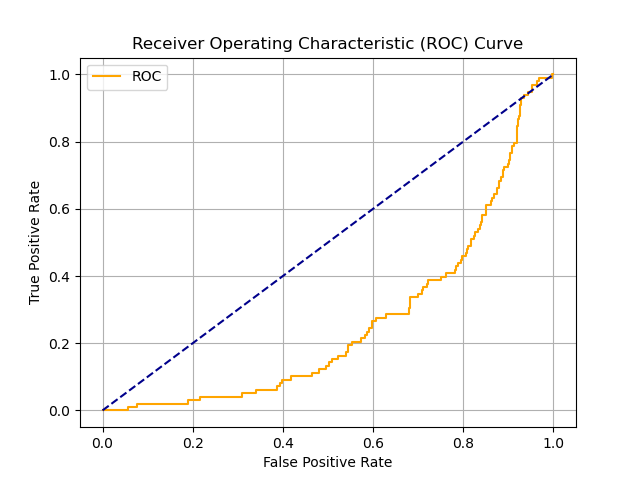 Receiver Operating Characteristic (ROC) Curve
ROC
True Positive Rate
1.0
0.8
0.6
0.4
0.2
0.0
0.0 0.2 0.4 0.6 0.8 1.0
False Positive Rate